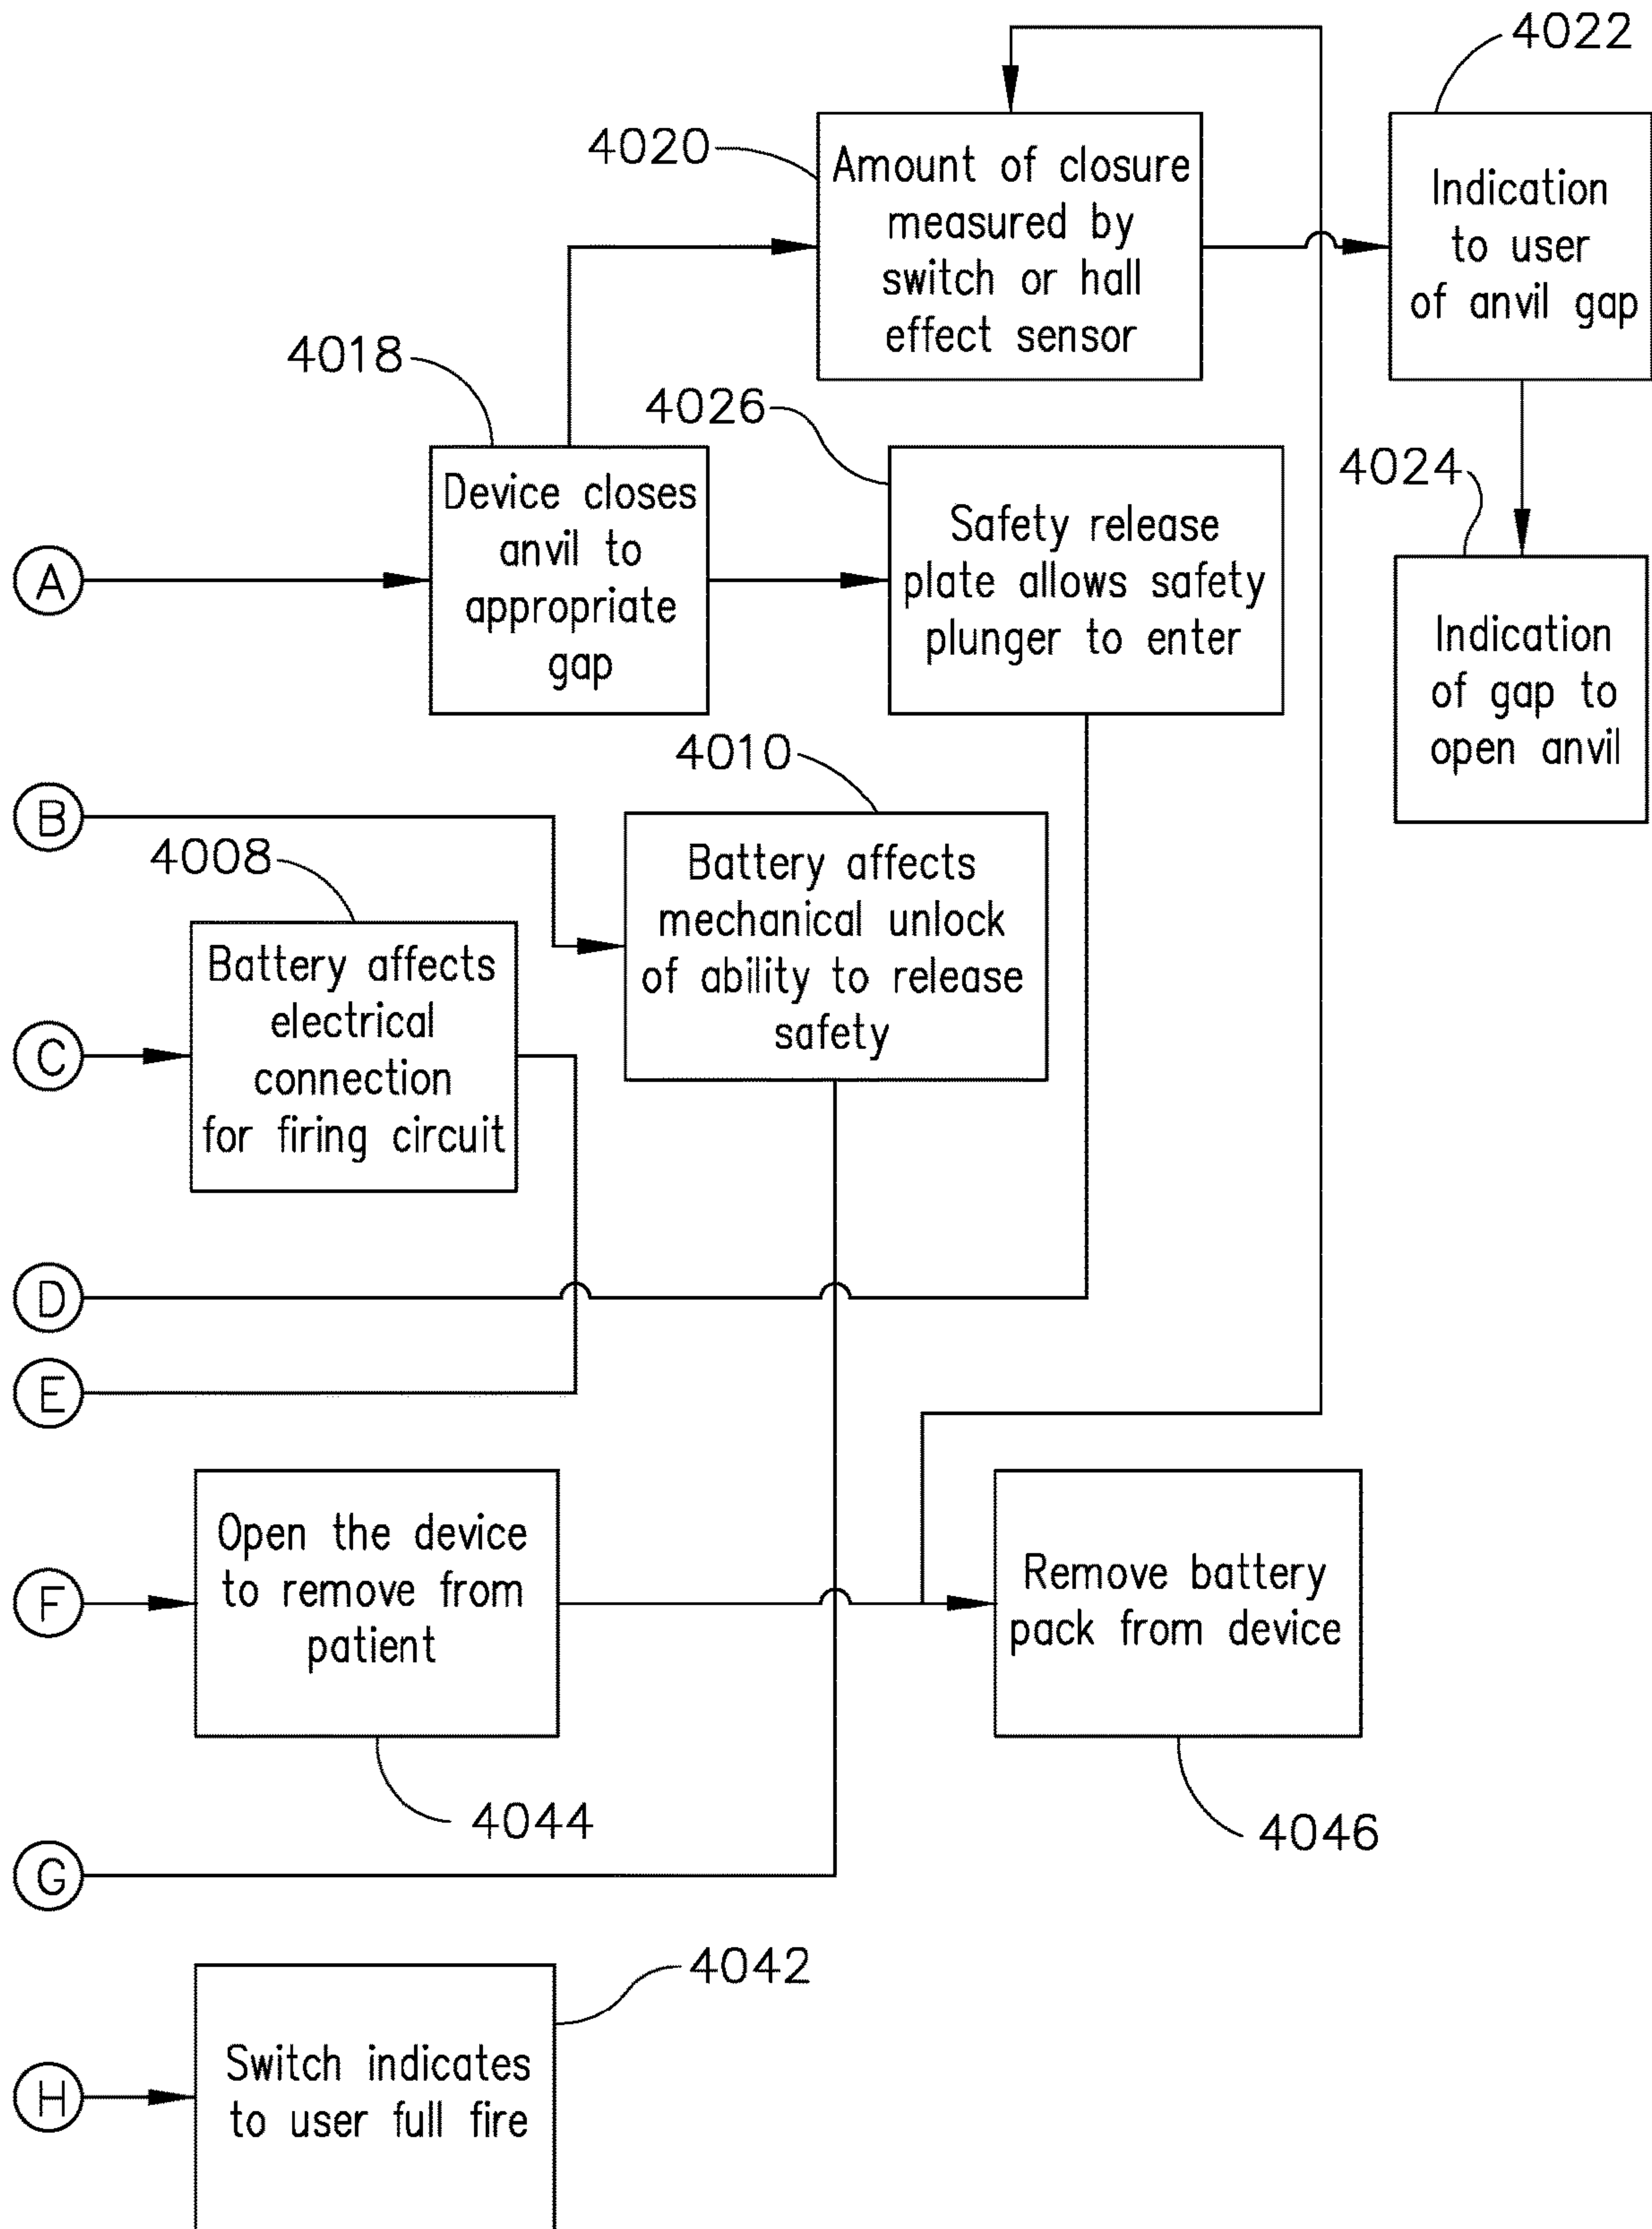 4022
4020
Amount of closure
measured by
switch or hall
effect sensor
Indication
to user
of anvil gap
4018
4026
4024
Device closes
anvil to
appropriate
gap
Safety release
plate allows safety
plunger to enter
A
Indication
of gap to
open anvil
4010
B
4008
Battery affects
mechanical unlock
of ability to release
safety
Battery affects
electrical
connection
for firing circuit
C
D
E
Open the device
to remove from
patient
Remove battery
pack from device
F
4044
4046
G
4042
Switch indicates
to user full fire
H